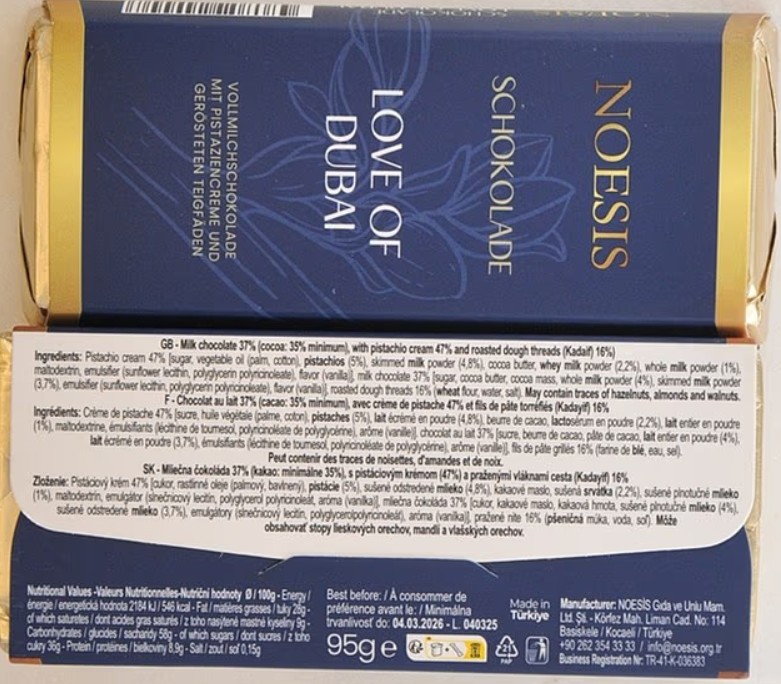 NOESIS
SCHOKOLADE
LOVE OF
DUBAI
VOLLMILCHSCHOKOLADE
MIT PISTAZIENCREME UND
GERÖSTETEN TEIGFÄDEN
GB - Milk chocolate 37% (cocoa: 35% minimum), with pistachio cream 47% and roasted dough threads (Kadaif) 16%)
Ingredients: Pistachio cream 47% [sugar, vegetable oil (palm, cotton), pistachios (5%), skimmed milk powder (4,8%), cocoa butter, whey milk powder (2,2%), whole milk powder (1%),
maltodextrin, emulsifier (sunflower lecithin, polyglycerin polyricinoleate), flavor (vanilla)], milk chocolate 37% [sugar, cocoa butter, cocoa mass, whole milk powder (4%), skimmed milk powder
(3,7%), emulsifier (sunflower lecithin, polyglycerin polyricinoleate), flavor (vanilla)], roasted dough threads 16% (wheat flour, water, salt). May contain traces of hazelnuts, almonds and walnuts.
F - Chocolat au lait 37% (cacao: 35% minimum), avec crème de pistache 47% et fils de pâte torréfiés (Kadayif) 16%
Ingrédients: Crème de pistache 47% [sucre, huile végétale (palme, coton), pistaches (5%), lait écrémé en poudre (4,8%), beurre de cacao, lactosérum en poudre (2,2%), lait entier en poudre
(1%), maltodextrine, émulsifiants (lécithine de tournesol, polyricinoléate de polyglycérine), arôme (vanille)], chocolat au lait 37% [sucre, beurre de cacao, pâte de cacao, lait entier en poudre (4%),
lait écrémé en poudre (3,7%), émulsifiants (lécithine de tournesol, polyricinoléate de polyglycérine), arôme (vanille)], fils de pâte grillés 16% (farine de blé, eau, sel).
Peut contenir des traces de noisettes, d'amandes et de noix.
SK - Mliečna čokoláda 37% (kakao: minimálne 35%), s pistáciovým krémom (47%) a praženými vláknami cesta (Kadayif) 16%
Zloženie: Pistáciový krém 47% [cukor, rastlinné oleje (palmový, bavlnený), pistácie (5%), sušené odstredené mlieko (4,8%), kakaové maslo, sušená srvátka (2,2%), sušené plnotučné mlieko
(1%), maltodextrin, emulgátor (slnečnicový lecitín, polyglycerol polyricinoleát, aróma (vanilka)], mliečna čokoláda 37% [cukor, kakaové maslo, kakaová hmota, sušené plnotučné mlieko (4%),
sušené odstredené mlieko (3,7%), emulgátory (slnečnicový lecitín, polyglycerolpolyricinoleát), aróma (vanilka)], pražené nite 16% (pšeničná múka, voda, soľ). Môže
obsahovať stopy lieskových orechov, mandlí a vlašských orechov.
Nutritional Values -Valeurs Nutritionnelles-Nutričné hodnoty Ø / 100g - Energy /
énergie / energetická hodnota 2184 kJ / 546 kcal - Fat / matières grasses / tuky 28g -
of which saturetes / dont acides gras saturés / z toho nasýtené mastné kyseliny 9g -
Carbonhydrates / glucides / sacharidy 58g - of which sugars / dont sucres / z toho
cukry 36g - Protein / protéines / bielkoviny 8,9g - Salt / zout / soľ 0,15g
Best before: / À consommer de
préférence avant le: / Minimálna
trvanlivosť do: 04.03.2026 - L. 040325
95g e
21
PAP
Made in
Türkiye
Manufacturer: NOESİS Gıda ve Unlu Mam.
Ltd. Şti. - Körfez Mah. Liman Cad. No: 114
Basiskele / Kocaeli / Türkiye
+90 262 354 33 33 / info@noesis.org.tr
Business Registration Nr: TR-41-K-036383